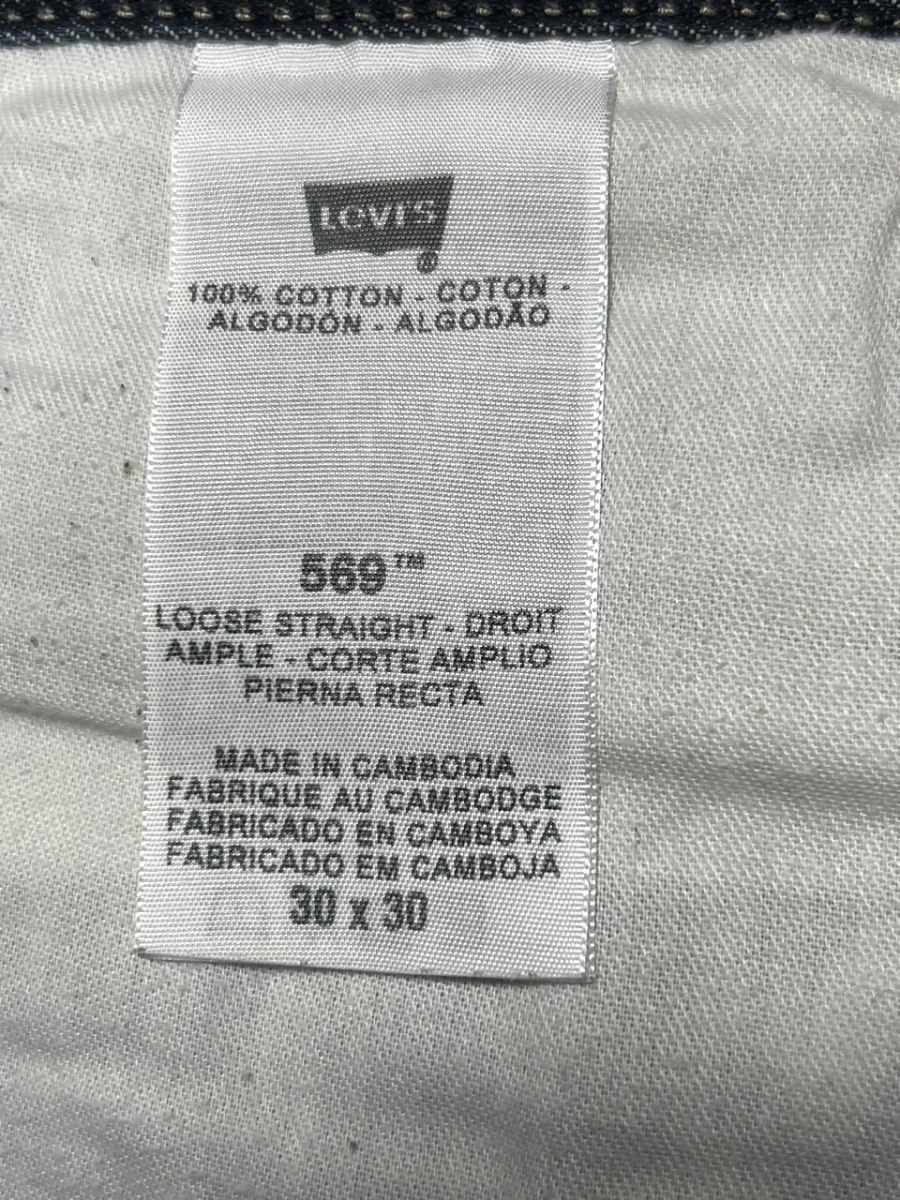 LEVI'S
®
100% COTTON - COTON -
ALGODÓN - ALGODÃO
569™
LOOSE STRAIGHT - DROIT
AMPLE - CORTE AMPLIO
PIERNA RECTA
MADE IN CAMBODIA
FABRIQUE AU CAMBODGE
FABRICADO EN CAMBOYA
FABRICADO EM CAMBOJA
30 x 30